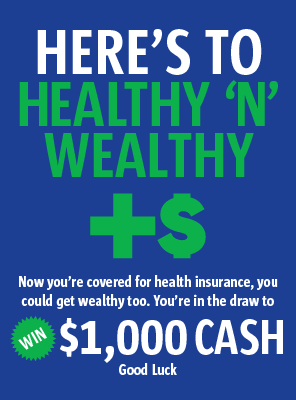 HERE'S TO
HEALTHY 'N'
WEALTHY
+$
Now you're covered for health insurance, you
could get wealthy too. You're in the draw to
WIN $1,000 CASH
Good Luck